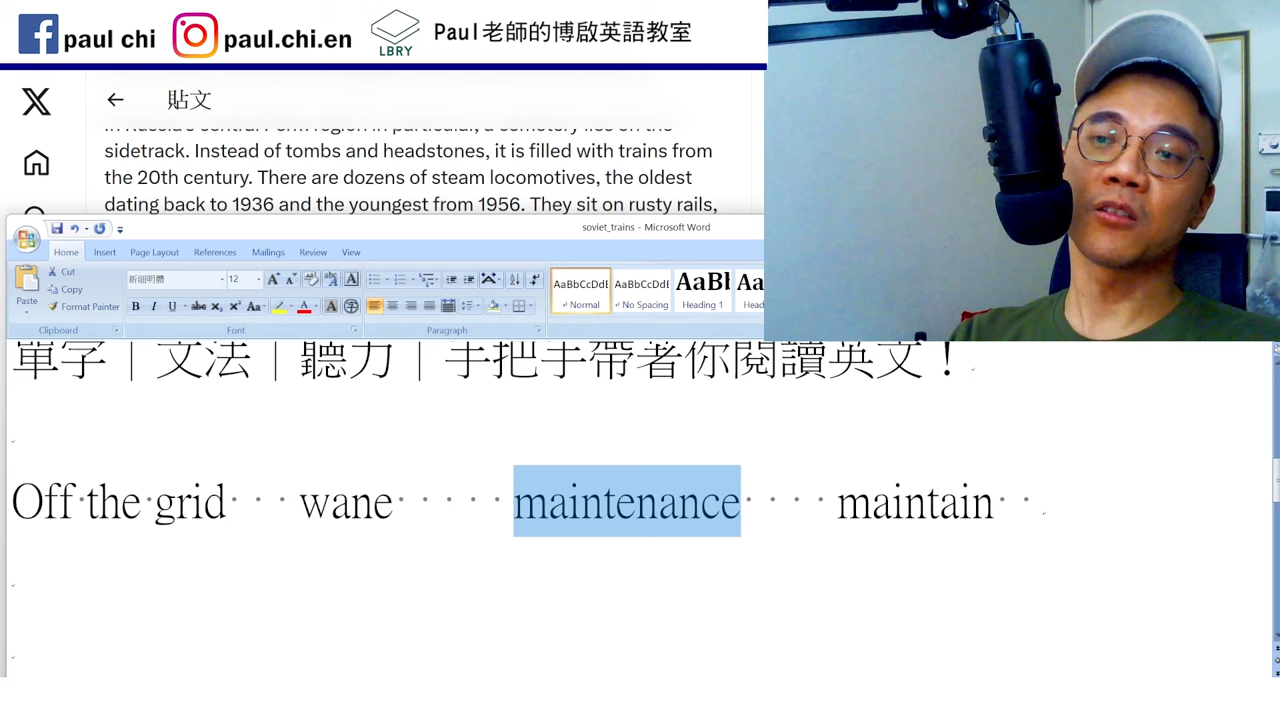 paul chi
paul.chi.en
LBRY
Paul老師的博啟英語教室
貼文
sidetrack. Instead of tombs and headstones, it is filled with trains from
the 20th century. There are dozens of steam locomotives, the oldest
dating back to 1936 and the youngest from 1956. They sit on rusty rails,
soviet_trains - Microsoft Word
Home Insert Page Layout References Mailings Review View
Paste
Cut
Copy
Format Painter
新細明體 12
AaBbCcDdE AaBbCcDdE AaBl
Normal No Spacing Heading 1
Clipboard Font Paragraph
單字｜文法｜聽力｜手把手帶著你閱讀英文！
Off the grid wane maintenance maintain